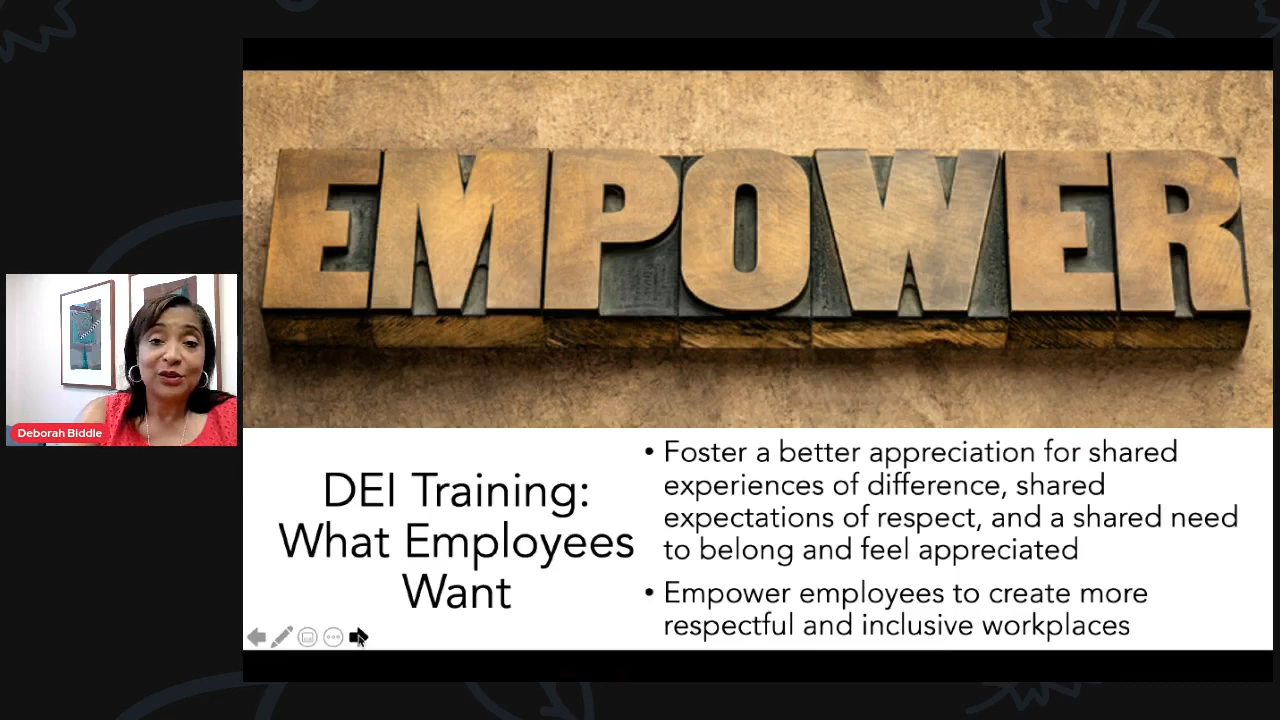 EMPOWER
Deborah Biddle
DEI Training:
What Employees
Want
• Foster a better appreciation for shared
experiences of difference, shared
expectations of respect, and a shared need
to belong and feel appreciated
• Empower employees to create more
respectful and inclusive workplaces